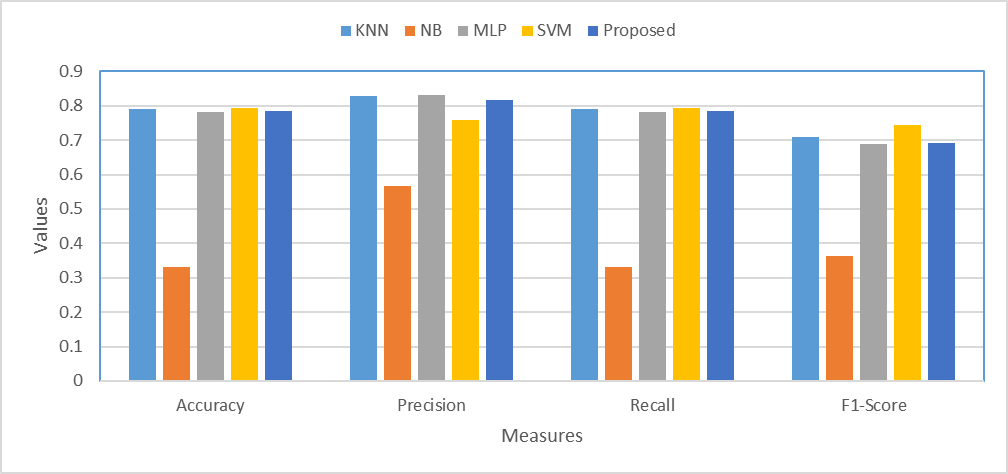 KNN NB MLP SVM Proposed
0.9
0.8
0.7
0.6
0.5
0.4
0.3
0.2
0.1
0
Values
Accuracy Precision Recall F1-Score
Measures